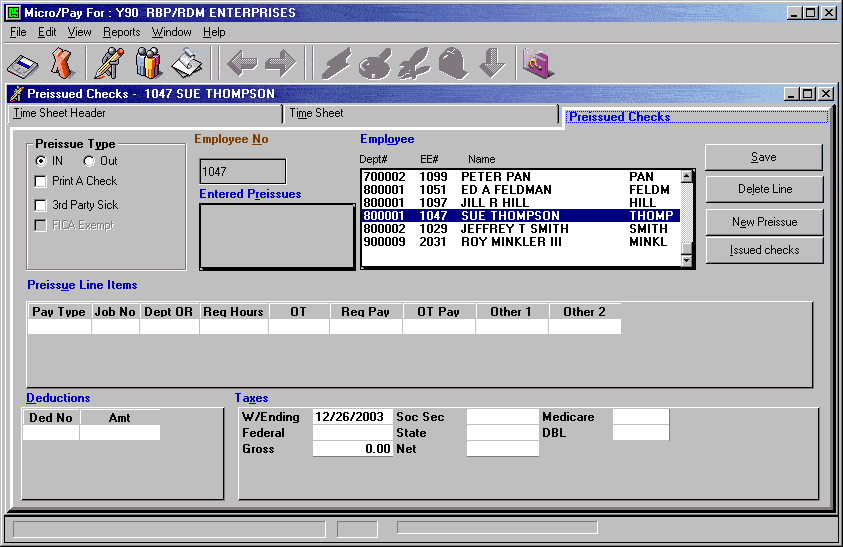 Micro/Pay For : Y90 RBP/RDM ENTERPRISES
File Edit View Reports Window Help
Preissued Checks - 1047 SUE THOMPSON
Time Sheet Header Time Sheet Preissued Checks
Preissue Type Employee No Employee
IN Out Dept# EE# Name Save
1047
Print A Check
3rd Party Sick
FICA Exempt
Entered Preissues
700002 1099 PETER PAN PAN
800001 1051 ED A FELDMAN FELDM
800001 1097 JILL R HILL HILL
800001 1047 SUE THOMPSON THOMP
800002 1029 JEFFREY T SMITH SMITH
900009 2031 ROY MINKLER III MINKL
Delete Line
New Preissue
Issued checks
Preissue Line Items
Pay Type Job No Dept OR Reg Hours OT Reg Pay OT Pay Other 1 Other 2
Deductions Taxes
Ded No Amt
W/Ending 12/26/2003 Soc Sec Medicare
Federal State DBL
Gross 0.00 Net